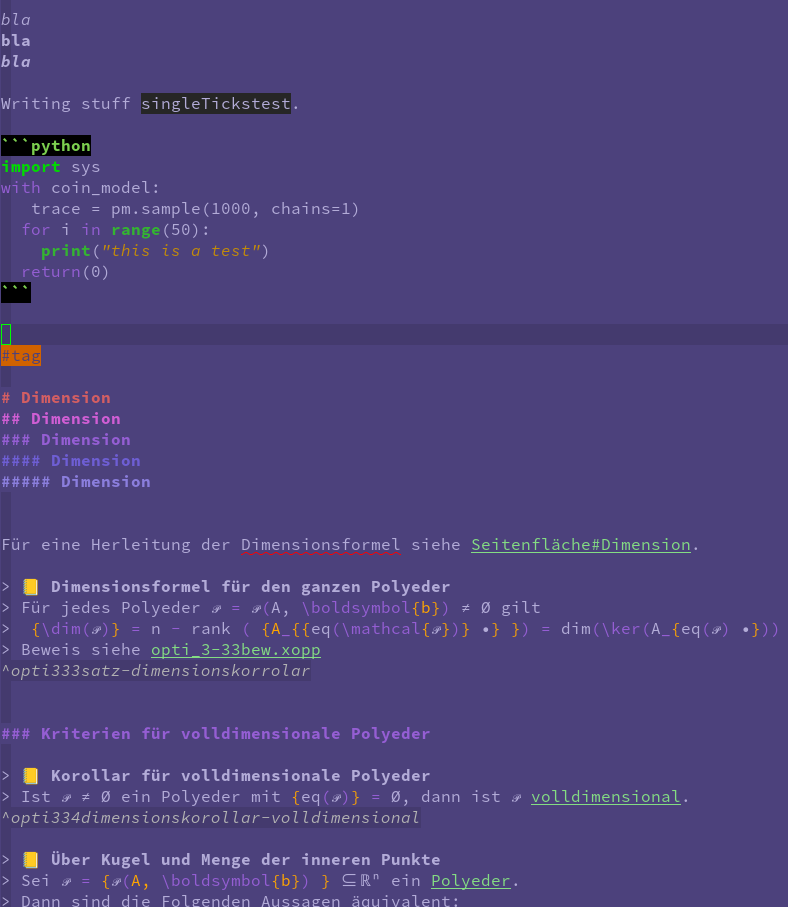 bla
bla
bla
Writing stuff singleTickstest.
```python
import sys
with coin_model:
   trace = pm.sample(1000, chains=1)
  for i in range(50):
    print("this is a test")
  return(0)
```
#tag
# Dimension
## Dimension
### Dimension
#### Dimension
##### Dimension
Für eine Herleitung der Dimensionsformel siehe Seitenfläche#Dimension.
> 📒 Dimensionsformel für den ganzen Polyeder
> Für jedes Polyeder 𝓅 = 𝓅(A, \boldsymbol{b}) ≠ Ø gilt
>  {\dim(𝓅)} = n - rank ( {A_{{eq(\mathcal{𝓅})} •} }) = dim(\ker(A_{eq(𝓅) •}))
> Beweis siehe opti_3-33bew.xopp
^opti333satz-dimensionskorrolar
### Kriterien für volldimensionale Polyeder
> 📒 Korollar für volldimensionale Polyeder
> Ist 𝓅 ≠ Ø ein Polyeder mit {eq(𝓅)} = Ø, dann ist 𝓅 volldimensional.
^opti334dimensionskorollar-volldimensional
> 📒 Über Kugel und Menge der inneren Punkte
> Sei 𝓅 = {𝓅(A, \boldsymbol{b}) } ⊆ℝⁿ ein Polyeder.
> Dann sind die Folgenden Aussagen äquivalent: